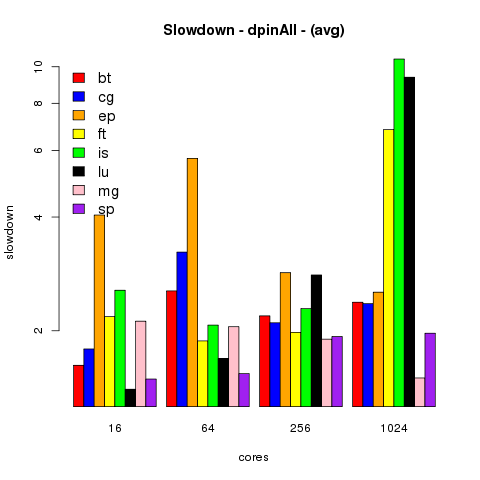 Slowdown - dpinAll - (avg)
slowdown
10
8
6
4
2
bt
cg
ep
ft
is
lu
mg
sp
16
64
256
1024
cores